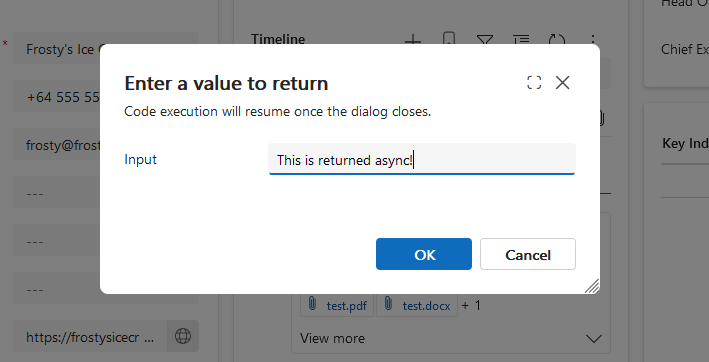 Head O
Frosty's Ice
Timeline
Chief Ex
Enter a value to return
Code execution will resume once the dialog closes.
+64 555 55
frosty@frost
Input
This is returned async!
Key Ind
---
---
---
OK
Cancel
https://frostysicecr ...
test.pdf
test.docx
+ 1
View more